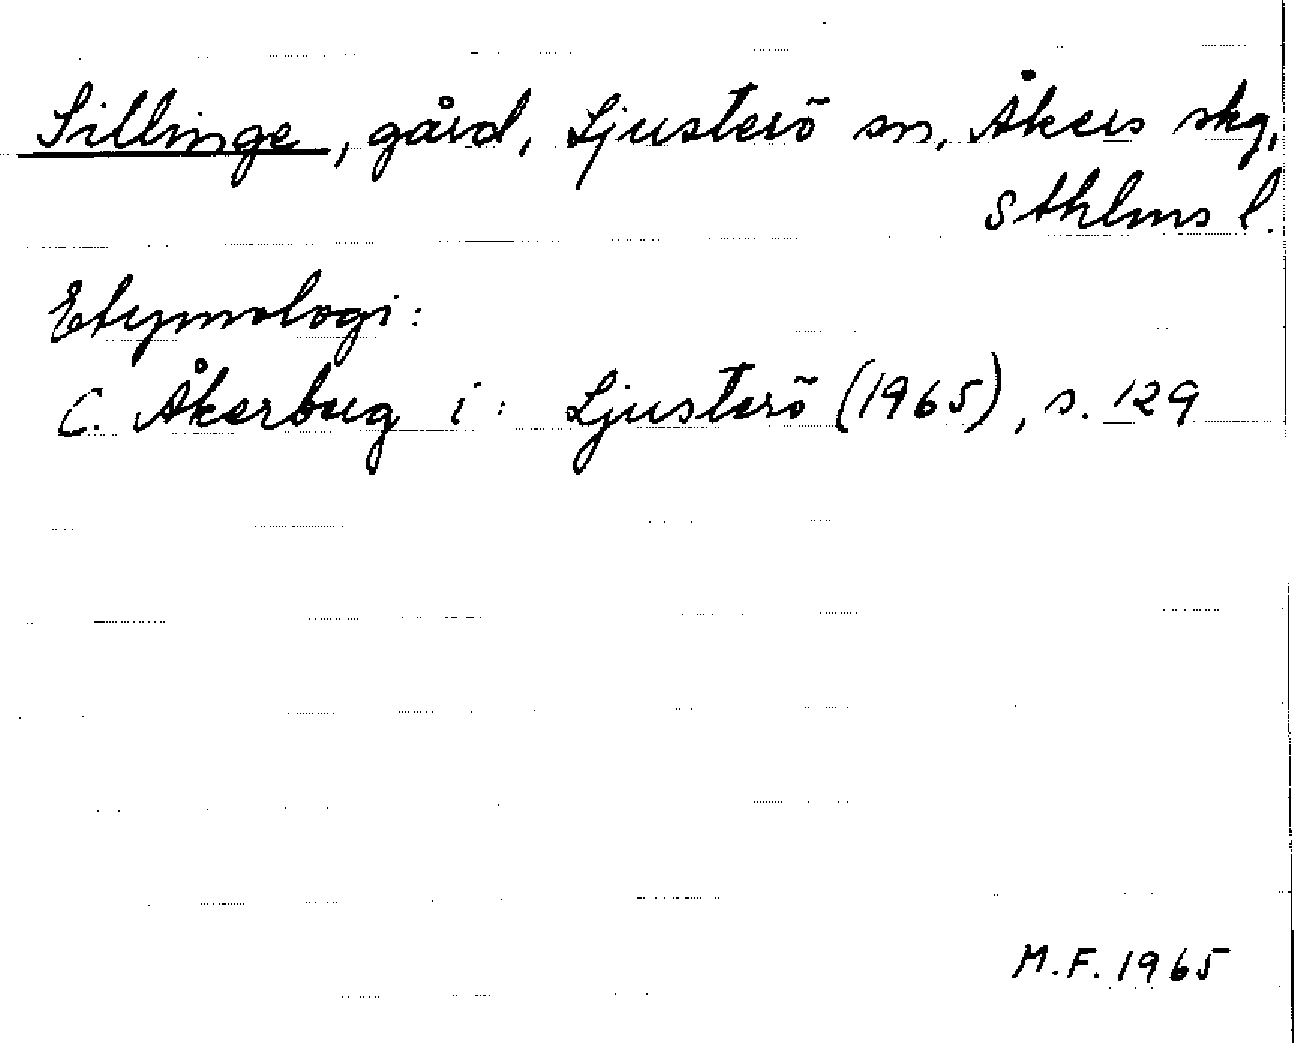 Sillinge, gård, Ljusterö sn, Åkers skg,
Sthlms l.
Etymologi:
C. Åkerberg i: Ljusterö (1965), s. 129
M.F. 1965